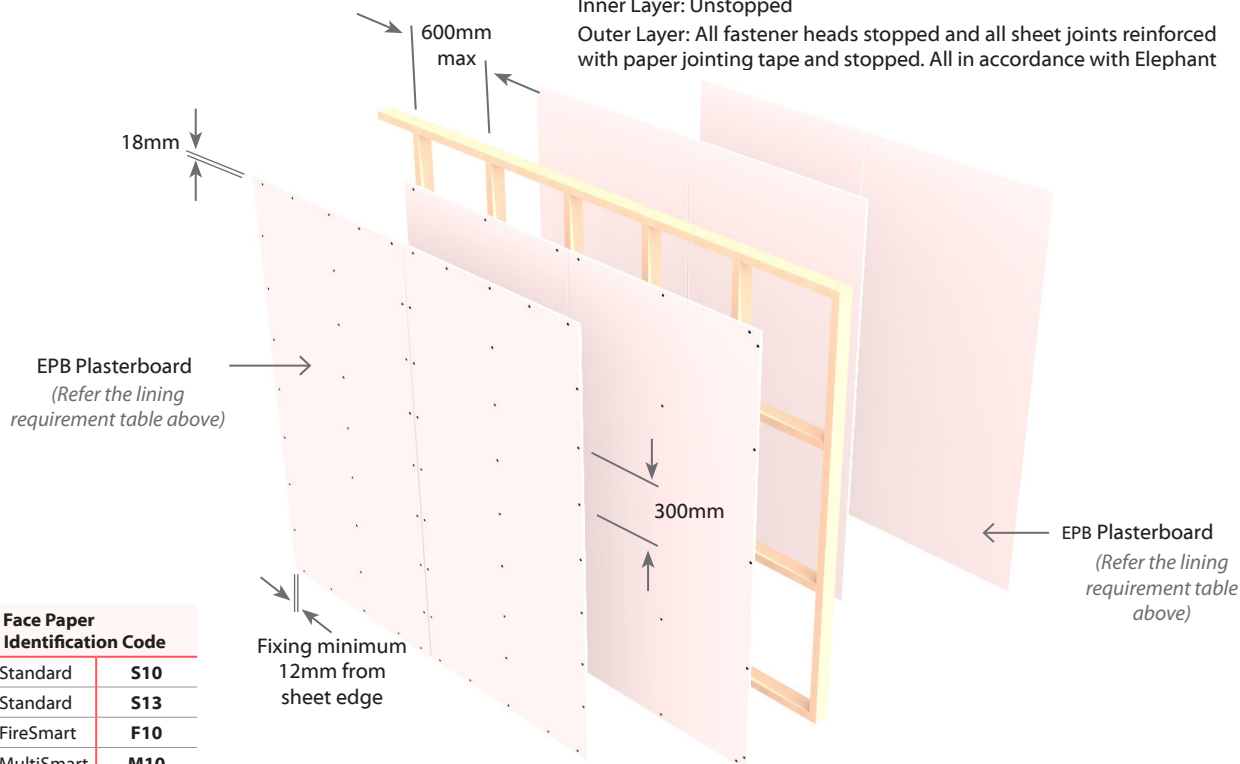 Inner Layer: Unstopped
Outer Layer: All fastener heads stopped and all sheet joints reinforced
with paper jointing tape and stopped. All in accordance with Elephant
600mm
max
18mm
EPB Plasterboard
(Refer the lining
requirement table above)
300mm
EPB Plasterboard
(Refer the lining
requirement table
above)
Fixing minimum
12mm from
sheet edge
Face Paper
Identification Code
Standard S10
Standard S13
FireSmart F10
MultiSmart M10